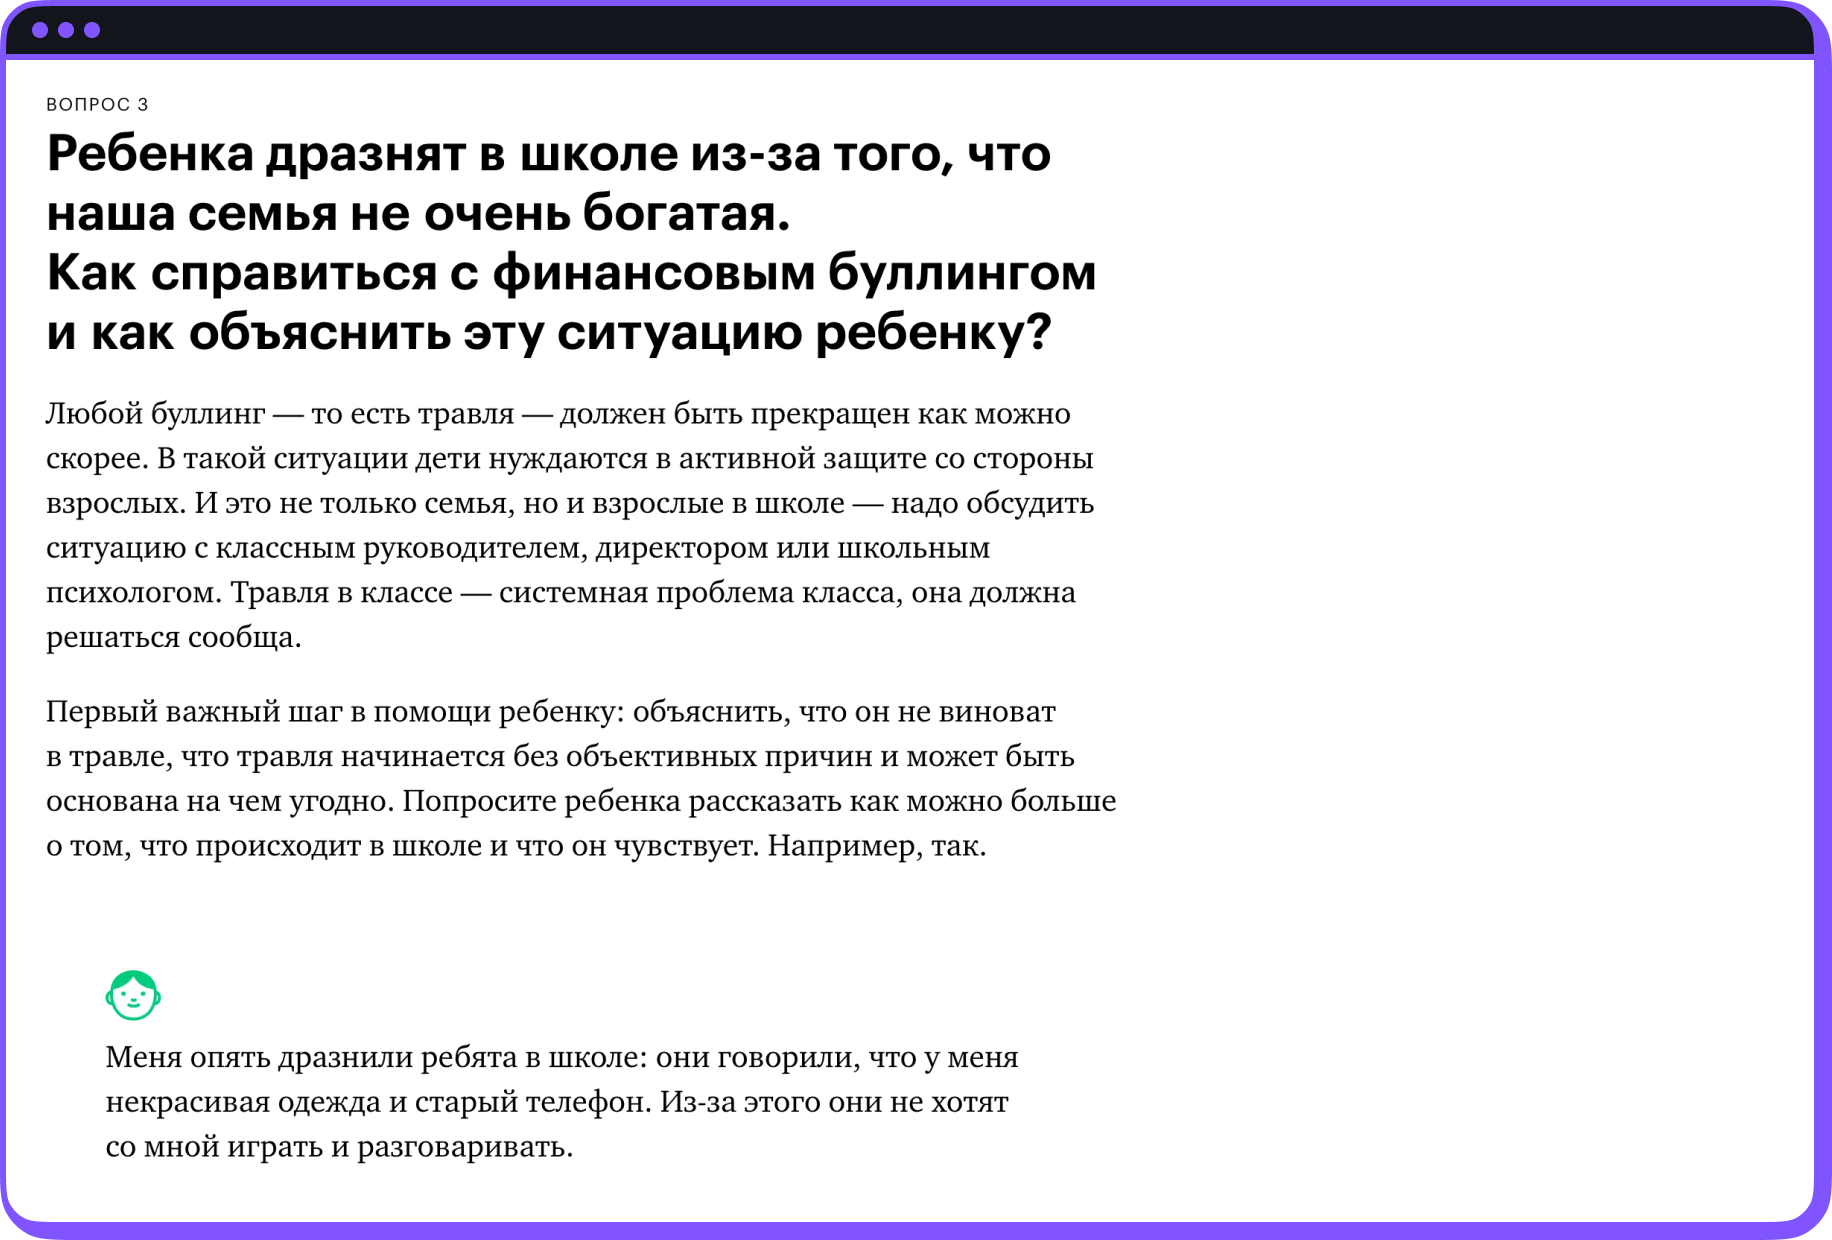 ВОПРОС 3
Ребенка дразнят в школе из-за того, что
наша семья не очень богатая.
Как справиться с финансовым буллингом
и как объяснить эту ситуацию ребенку?
Любой буллинг — то есть травля — должен быть прекращен как можно
скорее. В такой ситуации дети нуждаются в активной защите со стороны
взрослых. И это не только семья, но и взрослые в школе — надо обсудить
ситуацию с классным руководителем, директором или школьным
психологом. Травля в классе — системная проблема класса, она должна
решаться сообща.
Первый важный шаг в помощи ребенку: объяснить, что он не виноват
в травле, что травля начинается без объективных причин и может быть
основана на чем угодно. Попросите ребенка рассказать как можно больше
о том, что происходит в школе и что он чувствует. Например, так.
Меня опять дразнили ребята в школе: они говорили, что у меня
некрасивая одежда и старый телефон. Из-за этого они не хотят
со мной играть и разговаривать.